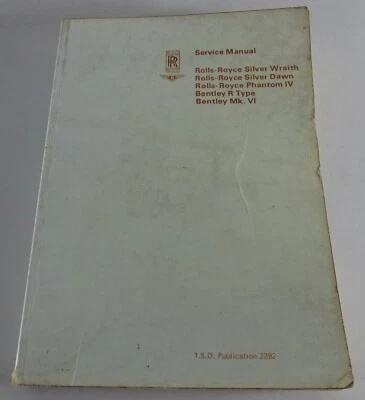 Service Manual
Rolls-Royce Silver Wraith
Rolls-Royce Silver Dawn
Rolls-Royce Phantom IV
Bentley R Type
Bentley Mk. VI
T.S.D. Publication 2282